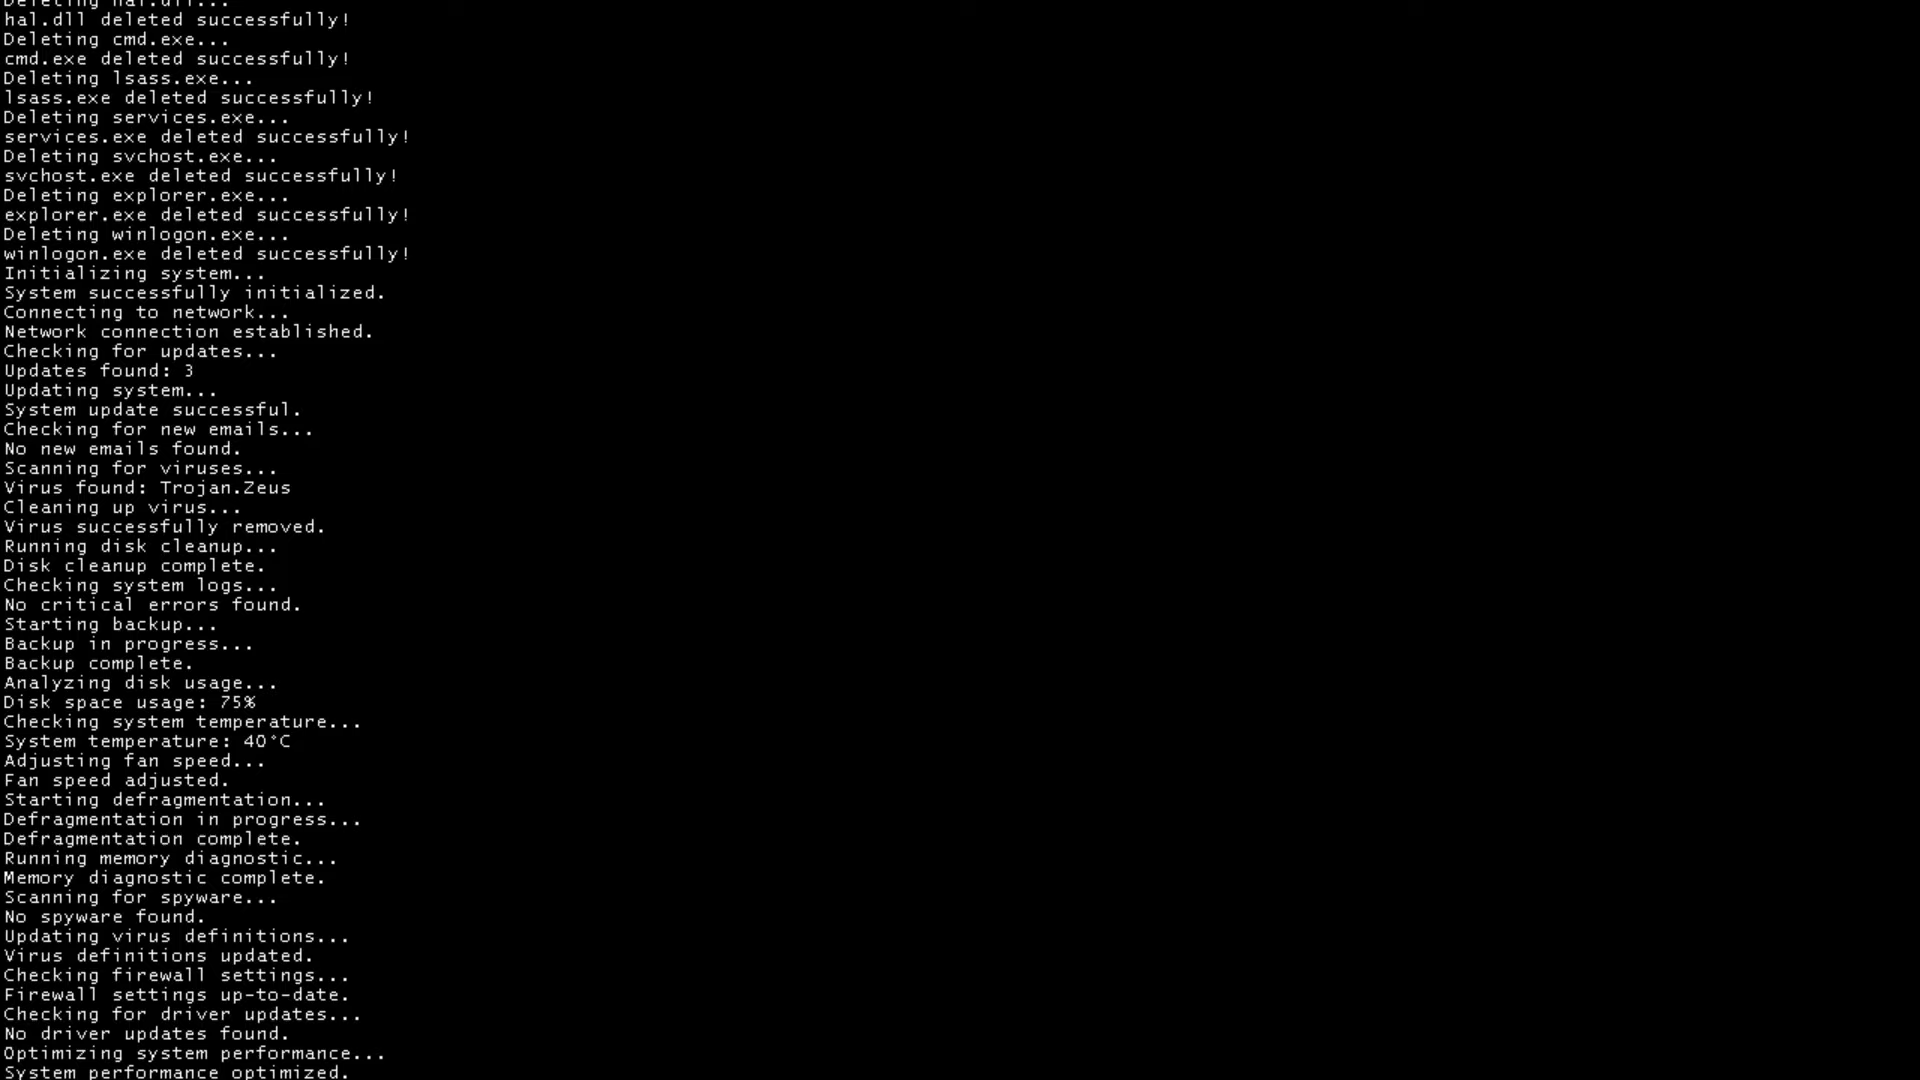 Deleting hal.dll...
hal.dll deleted successfully!
Deleting cmd.exe...
cmd.exe deleted successfully!
Deleting lsass.exe...
lsass.exe deleted successfully!
Deleting services.exe...
services.exe deleted successfully!
Deleting svchost.exe...
svchost.exe deleted successfully!
Deleting explorer.exe...
explorer.exe deleted successfully!
Deleting winlogon.exe...
winlogon.exe deleted successfully!
Initializing system...
System successfully initialized.
Connecting to network...
Network connection established.
Checking for updates...
Updates found: 3
Updating system...
System update successful.
Checking for new emails...
No new emails found.
Scanning for viruses...
Virus found: Trojan.Zeus
Cleaning up virus...
Virus successfully removed.
Running disk cleanup...
Disk cleanup complete.
Checking system logs...
No critical errors found.
Starting backup...
Backup in progress...
Backup complete.
Analyzing disk usage...
Disk space usage: 75%
Checking system temperature...
System temperature: 40°C
Adjusting fan speed...
Fan speed adjusted.
Starting defragmentation...
Defragmentation in progress...
Defragmentation complete.
Running memory diagnostic...
Memory diagnostic complete.
Scanning for spyware...
No spyware found.
Updating virus definitions...
Virus definitions updated.
Checking firewall settings...
Firewall settings up-to-date.
Checking for driver updates...
No driver updates found.
Optimizing system performance...
System performance optimized.